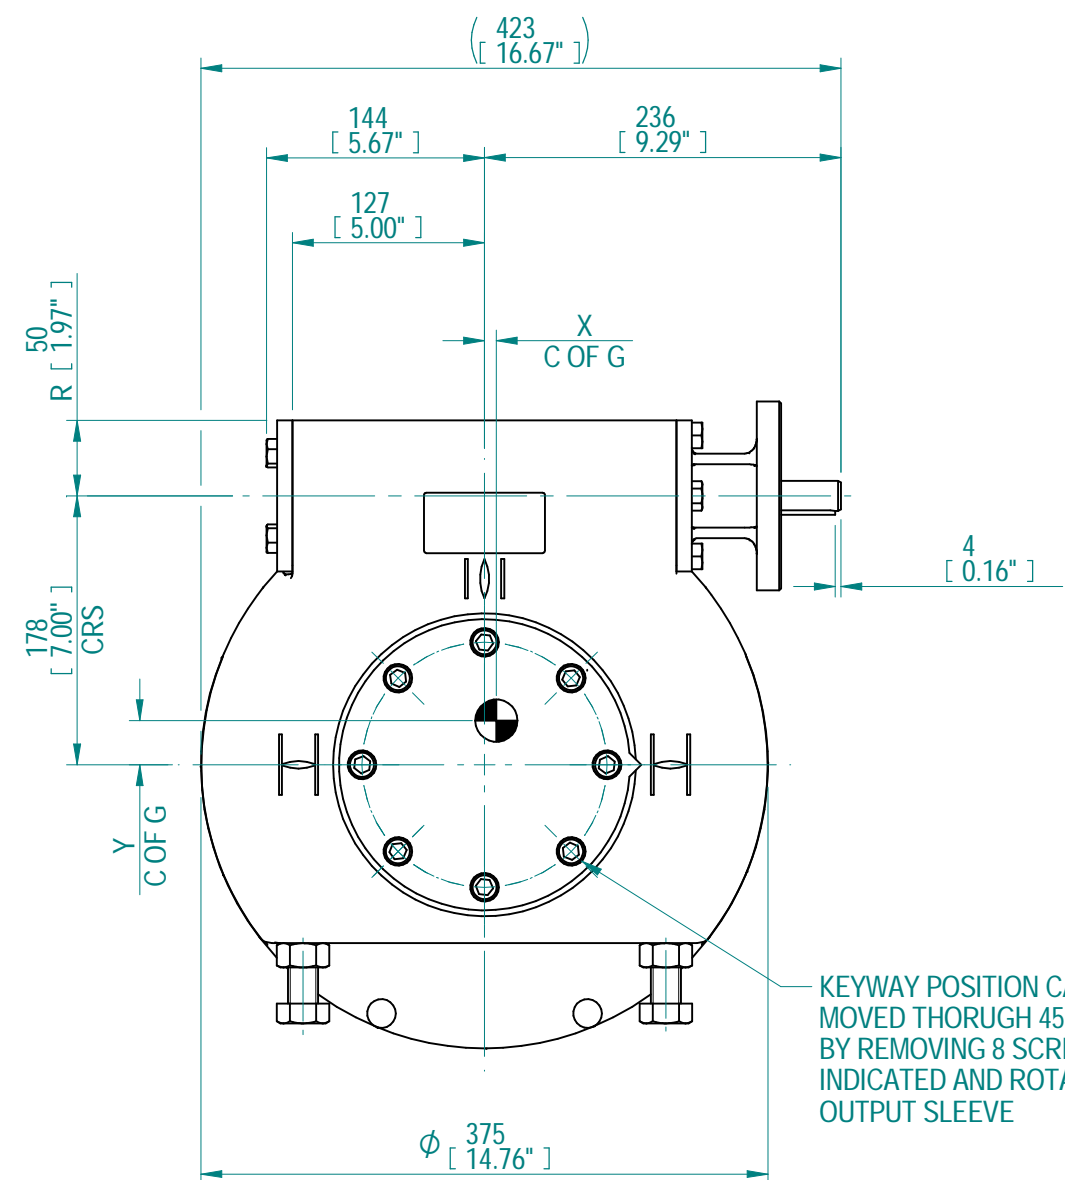 423
[ 16.67" ]
144
[ 5.67" ]
236
[ 9.29" ]
127
[ 5.00" ]
50
R [ 1.97" ]
X
C OF G
178
[ 7.00" ]
CRS
4
[ 0.16" ]
Y
C OF G
KEYWAY POSITION
MOVED THORUGH 45
BY REMOVING 8
INDICATED AND
OUTPUT SLEEVE
375
φ [ 14.76" ]